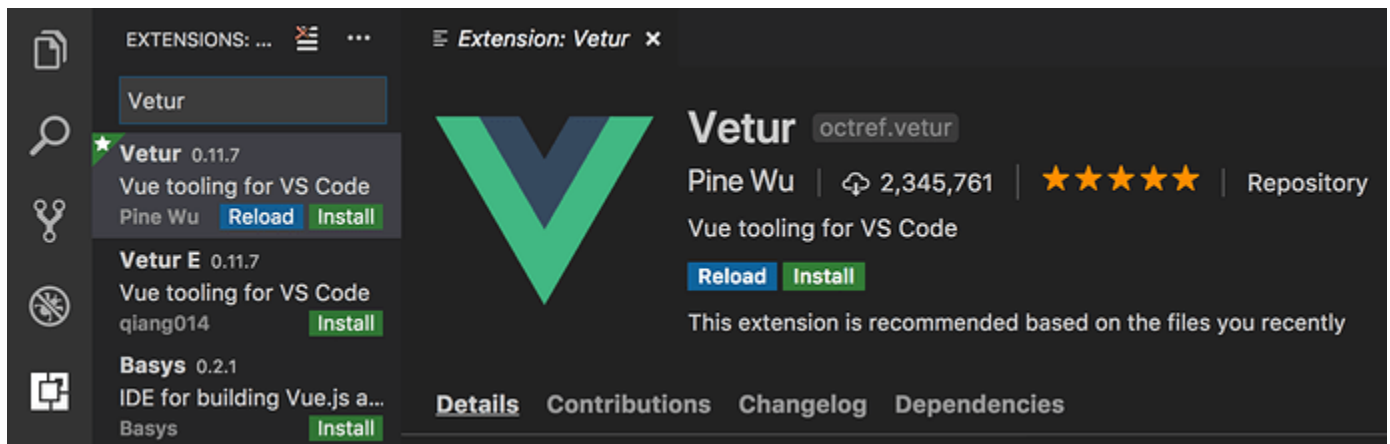 EXTENSIONS: ...
Vetur
Vetur 0.11.7
Vue tooling for VS Code
Pine Wu Reload Install
Vetur E 0.11.7
Vue tooling for VS Code
qiang014 Install
Basys 0.2.1
IDE for building Vue.js a...
Basys Install
Extension: Vetur
Vetur octref.vetur
Pine Wu 2,345,761 Repository
Vue tooling for VS Code
Reload Install
This extension is recommended based on the files you recently
Details Contributions Changelog Dependencies